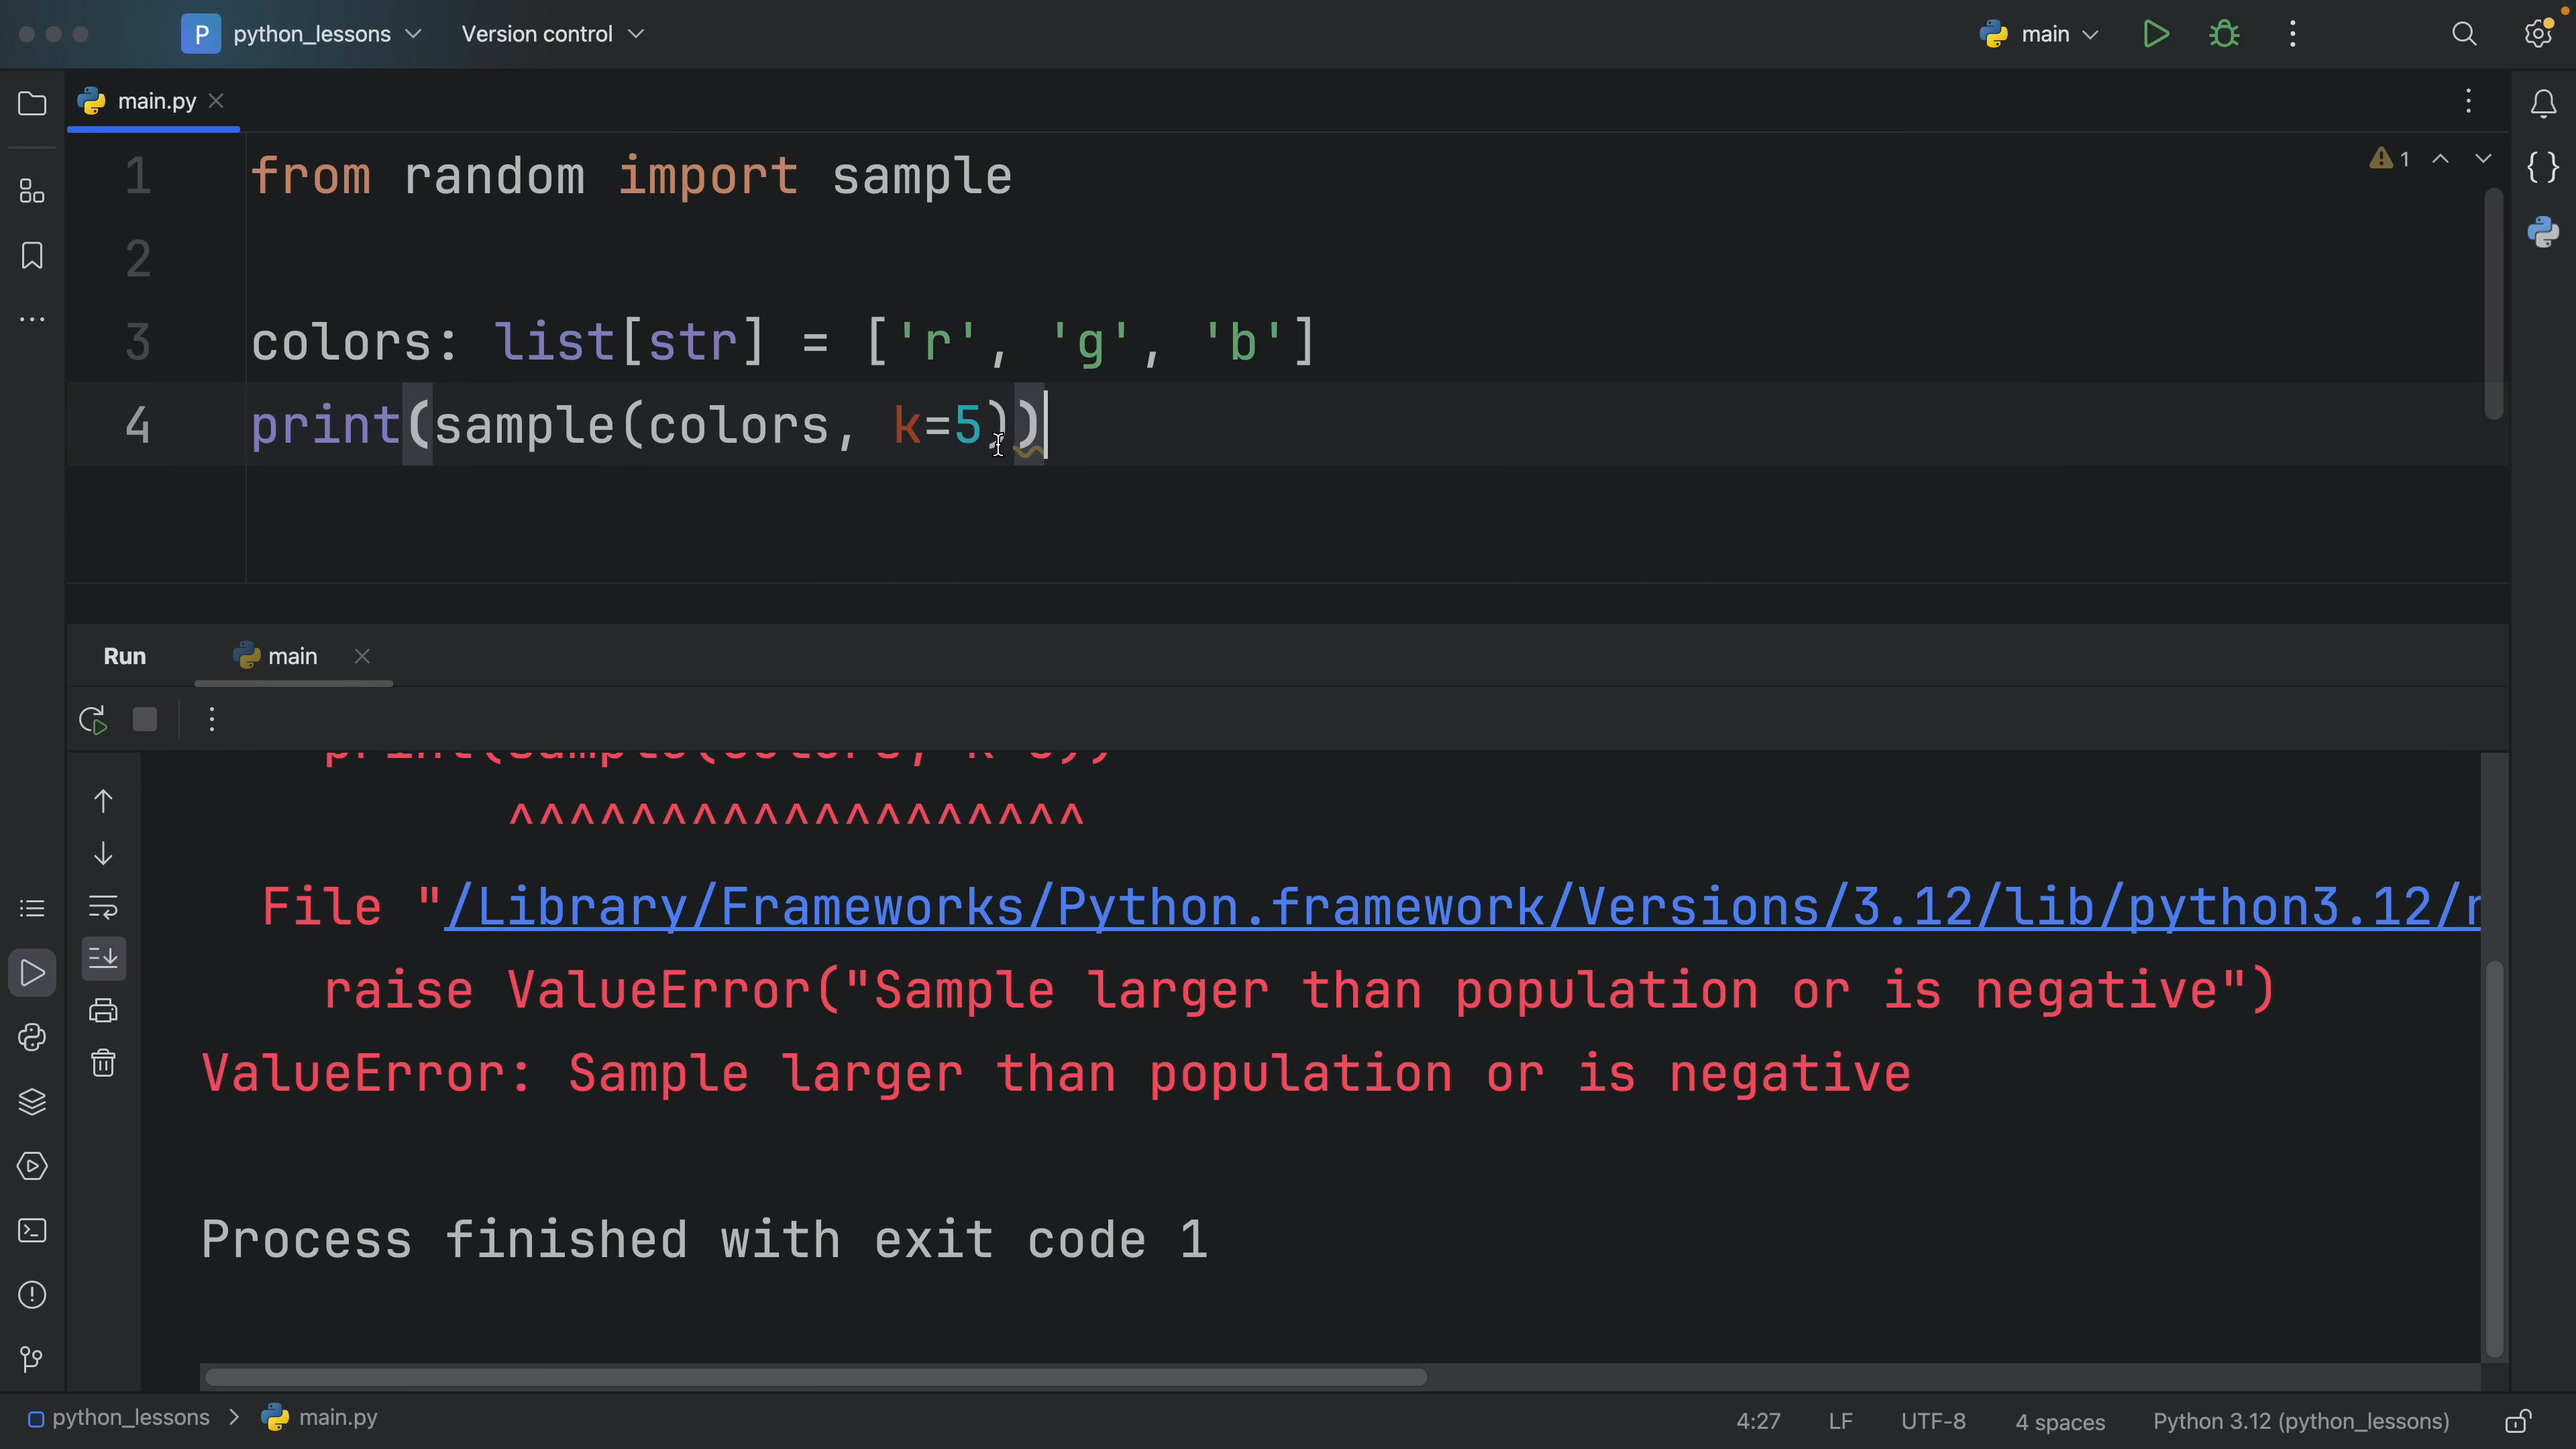 P python_lessons Version control main
main.py
1 from random import sample
1
2
3 colors: list[str] = ['r', 'g', 'b']
4 print(sample(colors, k=5))
Run main
^^^^^^^^^^^^^^^^^^^
File "/Library/Frameworks/Python.framework/Versions/3.12/lib/python3.12/r
raise ValueError("Sample larger than population or is negative")
ValueError: Sample larger than population or is negative
Process finished with exit code 1
python_lessons > main.py 4:27 LF UTF-8 4 spaces Python 3.12 (python_lessons)